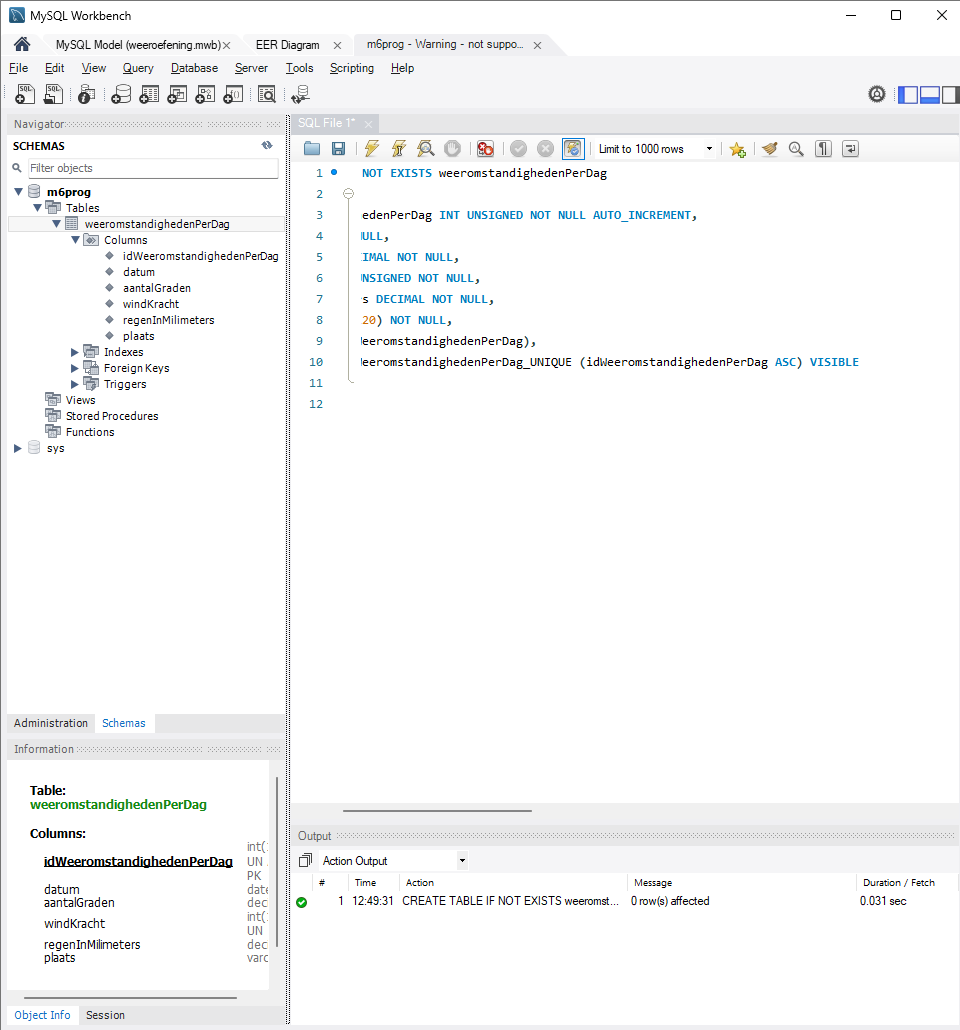 MySQL Workbench
MySQL Model (weeroefening.mwb)
EER Diagram
m6prog - Warning - not suppo...
File Edit View Query Database Server Tools Scripting Help
Navigator
SCHEMAS
Filter objects
m6prog
Tables
weeromstandighedenPerDag
Columns
idWeeromstandighedenPerDag
datum
aantalGraden
windKracht
regenInMilimeters
plaats
Indexes
Foreign Keys
Triggers
Views
Stored Procedures
Functions
sys
Administration Schemas
Information
Table:
weeromstandighedenPerDag
Columns:
idWeeromstandighedenPerDag int(
UN
PK
datum date
aantalGraden dec
windKracht int(
UN
regenInMilimeters dec
plaats varc
Object Info Session
SQL File 1*
Limit to 1000 rows
1 NOT EXISTS weeromstandighedenPerDag
2
3 edenPerDag INT UNSIGNED NOT NULL AUTO_INCREMENT,
4 ULL,
5 IMAL NOT NULL,
6 NSIGNED NOT NULL,
7 s DECIMAL NOT NULL,
8 20) NOT NULL,
9 eeromstandighedenPerDag),
10 eeromstandighedenPerDag_UNIQUE (idWeeromstandighedenPerDag ASC) VISIBLE
11
12
Output
Action Output
# Time Action Message Duration / Fetch
1 12:49:31 CREATE TABLE IF NOT EXISTS weeromst... 0 row(s) affected 0.031 sec